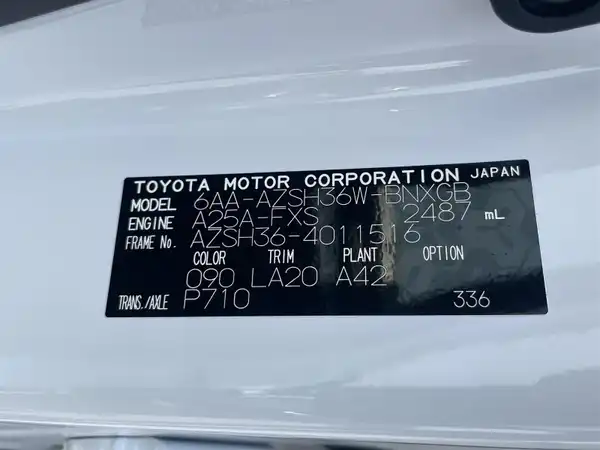 TOYOTA MOTOR CORPORATION JAPAN
MODEL 6AA-AZSH36W-BNXGB
ENGINE A25A-FXS 2487 mL
FRAME No. AZSH36-4011516
COLOR TRIM PLANT OPTION
090 LA20 A42
TRANS./AXLE P710 336